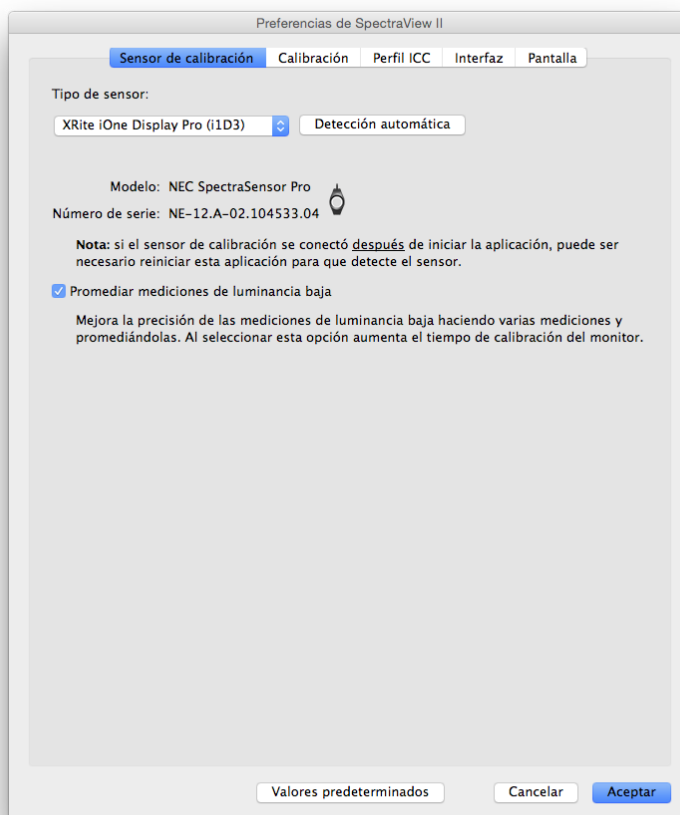 Preferencias de SpectraView II
Sensor de calibración Calibración Perfil ICC Interfaz Pantalla
Tipo de sensor:
XRite iOne Display Pro (i1D3) Detección automática
Modelo: NEC SpectraSensor Pro
Número de serie: NE-12.A-02.104533.04
Nota: si el sensor de calibración se conectó después de iniciar la aplicación, puede ser
necesario reiniciar esta aplicación para que detecte el sensor.
Promediar mediciones de luminancia baja
Mejora la precisión de las mediciones de luminancia baja haciendo varias mediciones y
promediándolas. Al seleccionar esta opción aumenta el tiempo de calibración del monitor.
Valores predeterminados Cancelar Aceptar